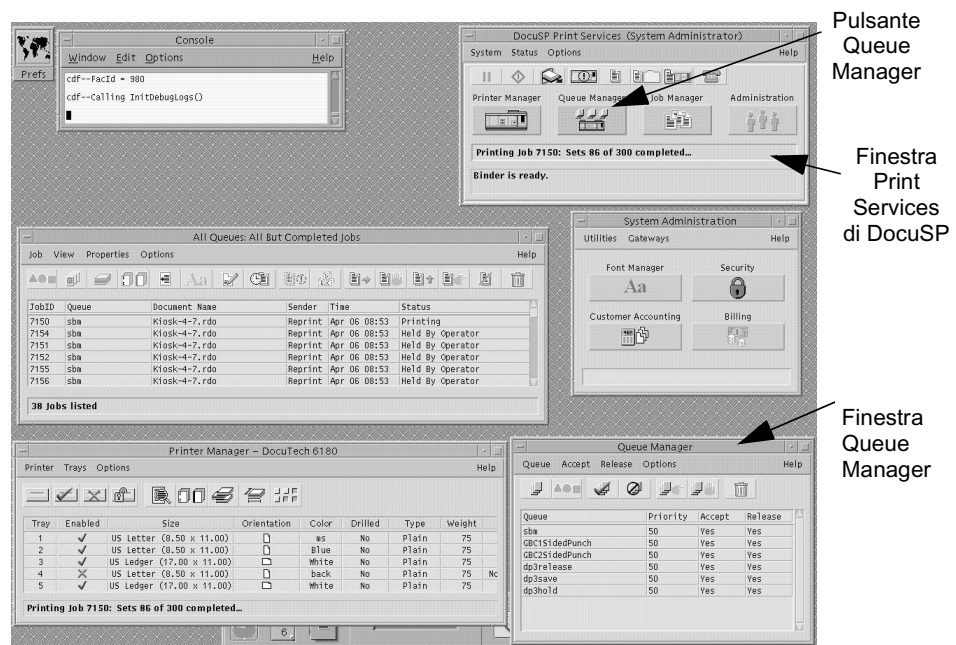 Pulsante
Queue
Manager
Finestra
Print
Services
di DocuSP
Finestra
Queue
Manager
Prefs
Console
Window Edit Options Help
cdf--FacId = 980
cdf--Calling InitDebugLogs()
DocuSP Print Services (System Administrator)
System Status Options Help
Printer Manager Queue Manager Job Manager Administration
Printing Job 7150: Sets 86 of 300 completed...
Binder is ready.
All Queues: All But Completed Jobs
Job View Properties Options Help
Aa
JobID Queue Document Name Sender Time Status
7150 sbm Kiosk-4-7.rdo Reprint Apr 06 08:53 Printing
7154 sbm Kiosk-4-7.rdo Reprint Apr 06 08:53 Held By Operator
7151 sbm Kiosk-4-7.rdo Reprint Apr 06 08:53 Held By Operator
7152 sbm Kiosk-4-7.rdo Reprint Apr 06 08:53 Held By Operator
7155 sbm Kiosk-4-7.rdo Reprint Apr 06 08:53 Held By Operator
7156 sbm Kiosk-4-7.rdo Reprint Apr 06 08:53 Held By Operator
38 Jobs listed
System Administration
Utilities Gateways Help
Font Manager Security
Aa
Customer Accounting Billing
Printer Manager - DocuTech 6180
Printer Trays Options Help
Tray Enabled Size Orientation Color Drilled Type Weight
1 US Letter (8.50 x 11.00) ms No Plain 75
2 US Letter (8.50 x 11.00) Blue No Plain 75
3 US Ledger (17.00 x 11.00) White No Plain 75
4 US Letter (8.50 x 11.00) back No Plain 75 Nc
5 US Ledger (17.00 x 11.00) White No Plain 75
Printing Job 7150: Sets 86 of 300 completed...
6
Queue Manager
Queue Accept Release Options Help
Queue Priority Accept Release
sbm 50 Yes Yes
GBC1SidedPunch 50 Yes Yes
GBC2SidedPunch 50 Yes Yes
dp3release 50 Yes Yes
dp3save 50 Yes Yes
dp3hold 50 Yes Yes